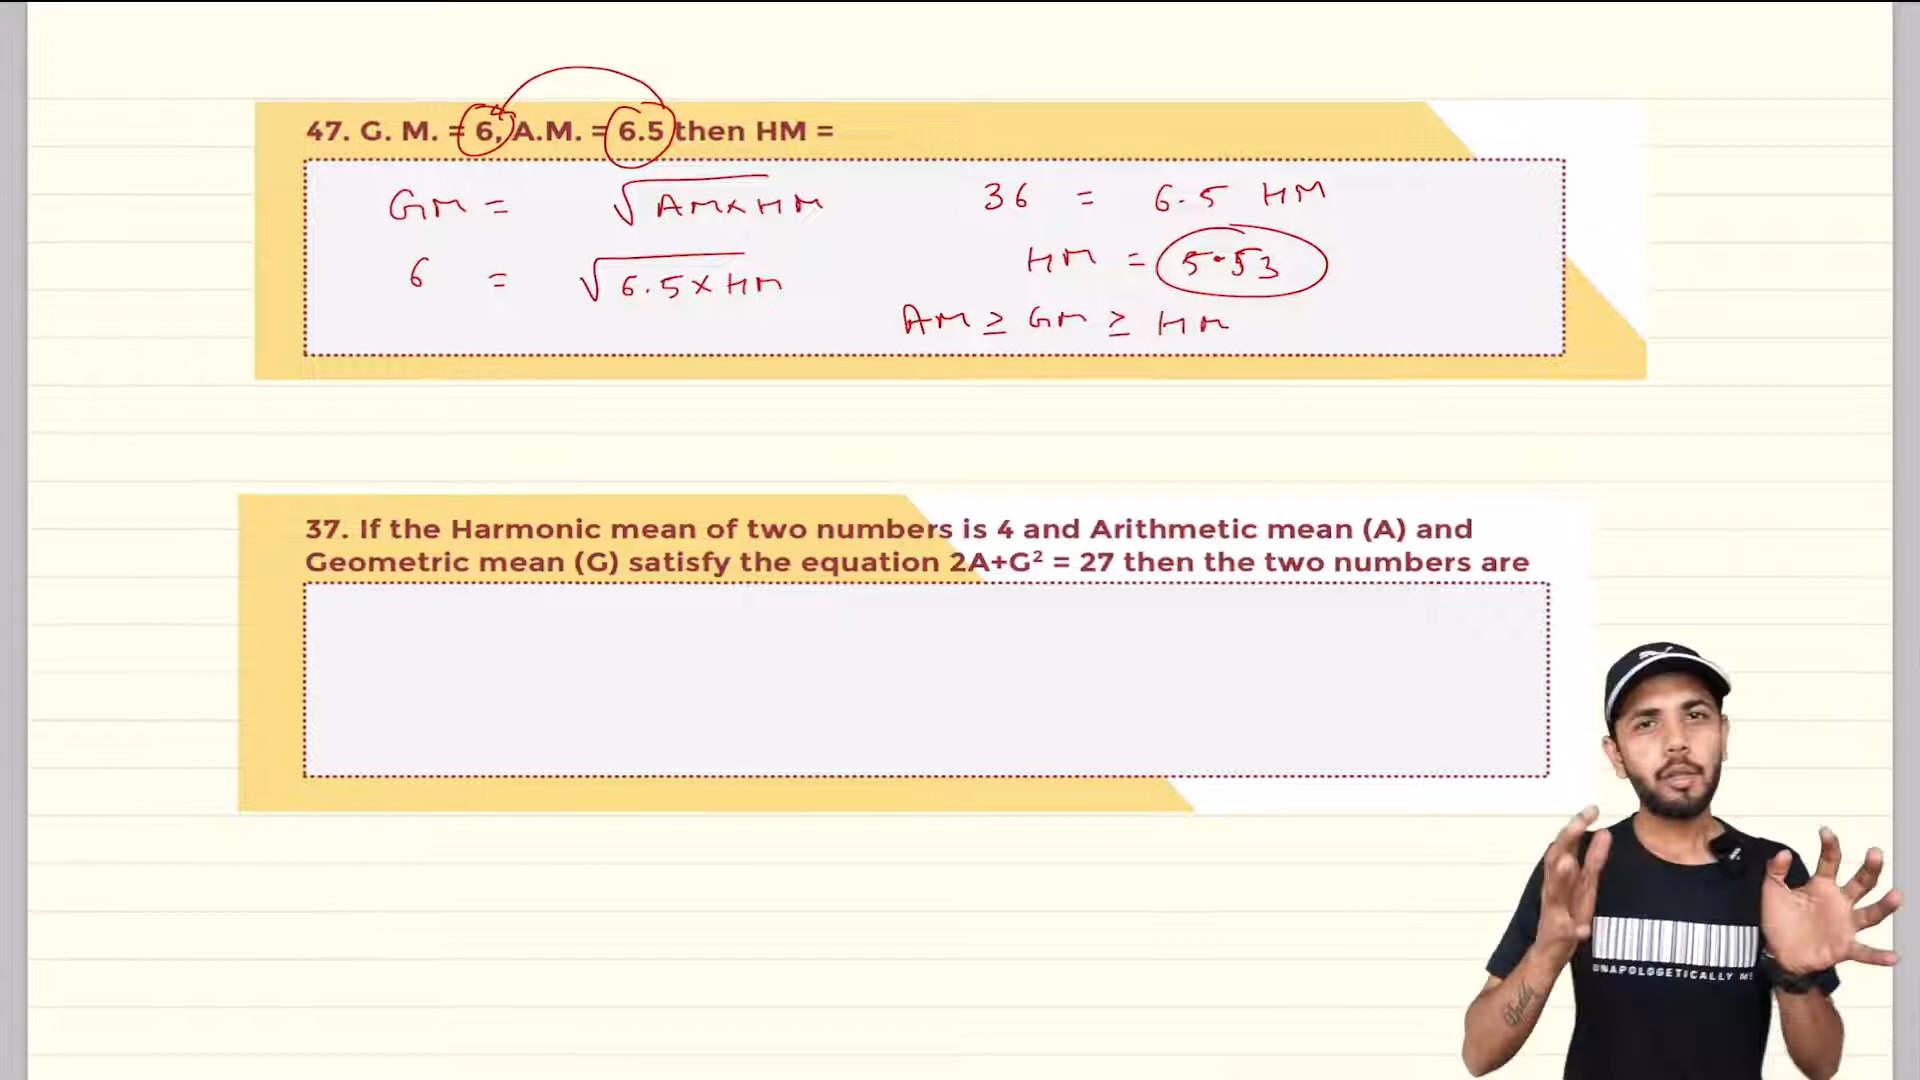 47. G. M. = 6, A.M. = 6.5 then HM =
GM = √AM×HM
36 = 6.5 HM
6 = √6.5×HM
HM = 5.53
AM ≥ GM ≥ HM
37. If the Harmonic mean of two numbers is 4 and Arithmetic mean (A) and
Geometric mean (G) satisfy the equation 2A+G² = 27 then the two numbers are
UNAPOLOGETICALLY